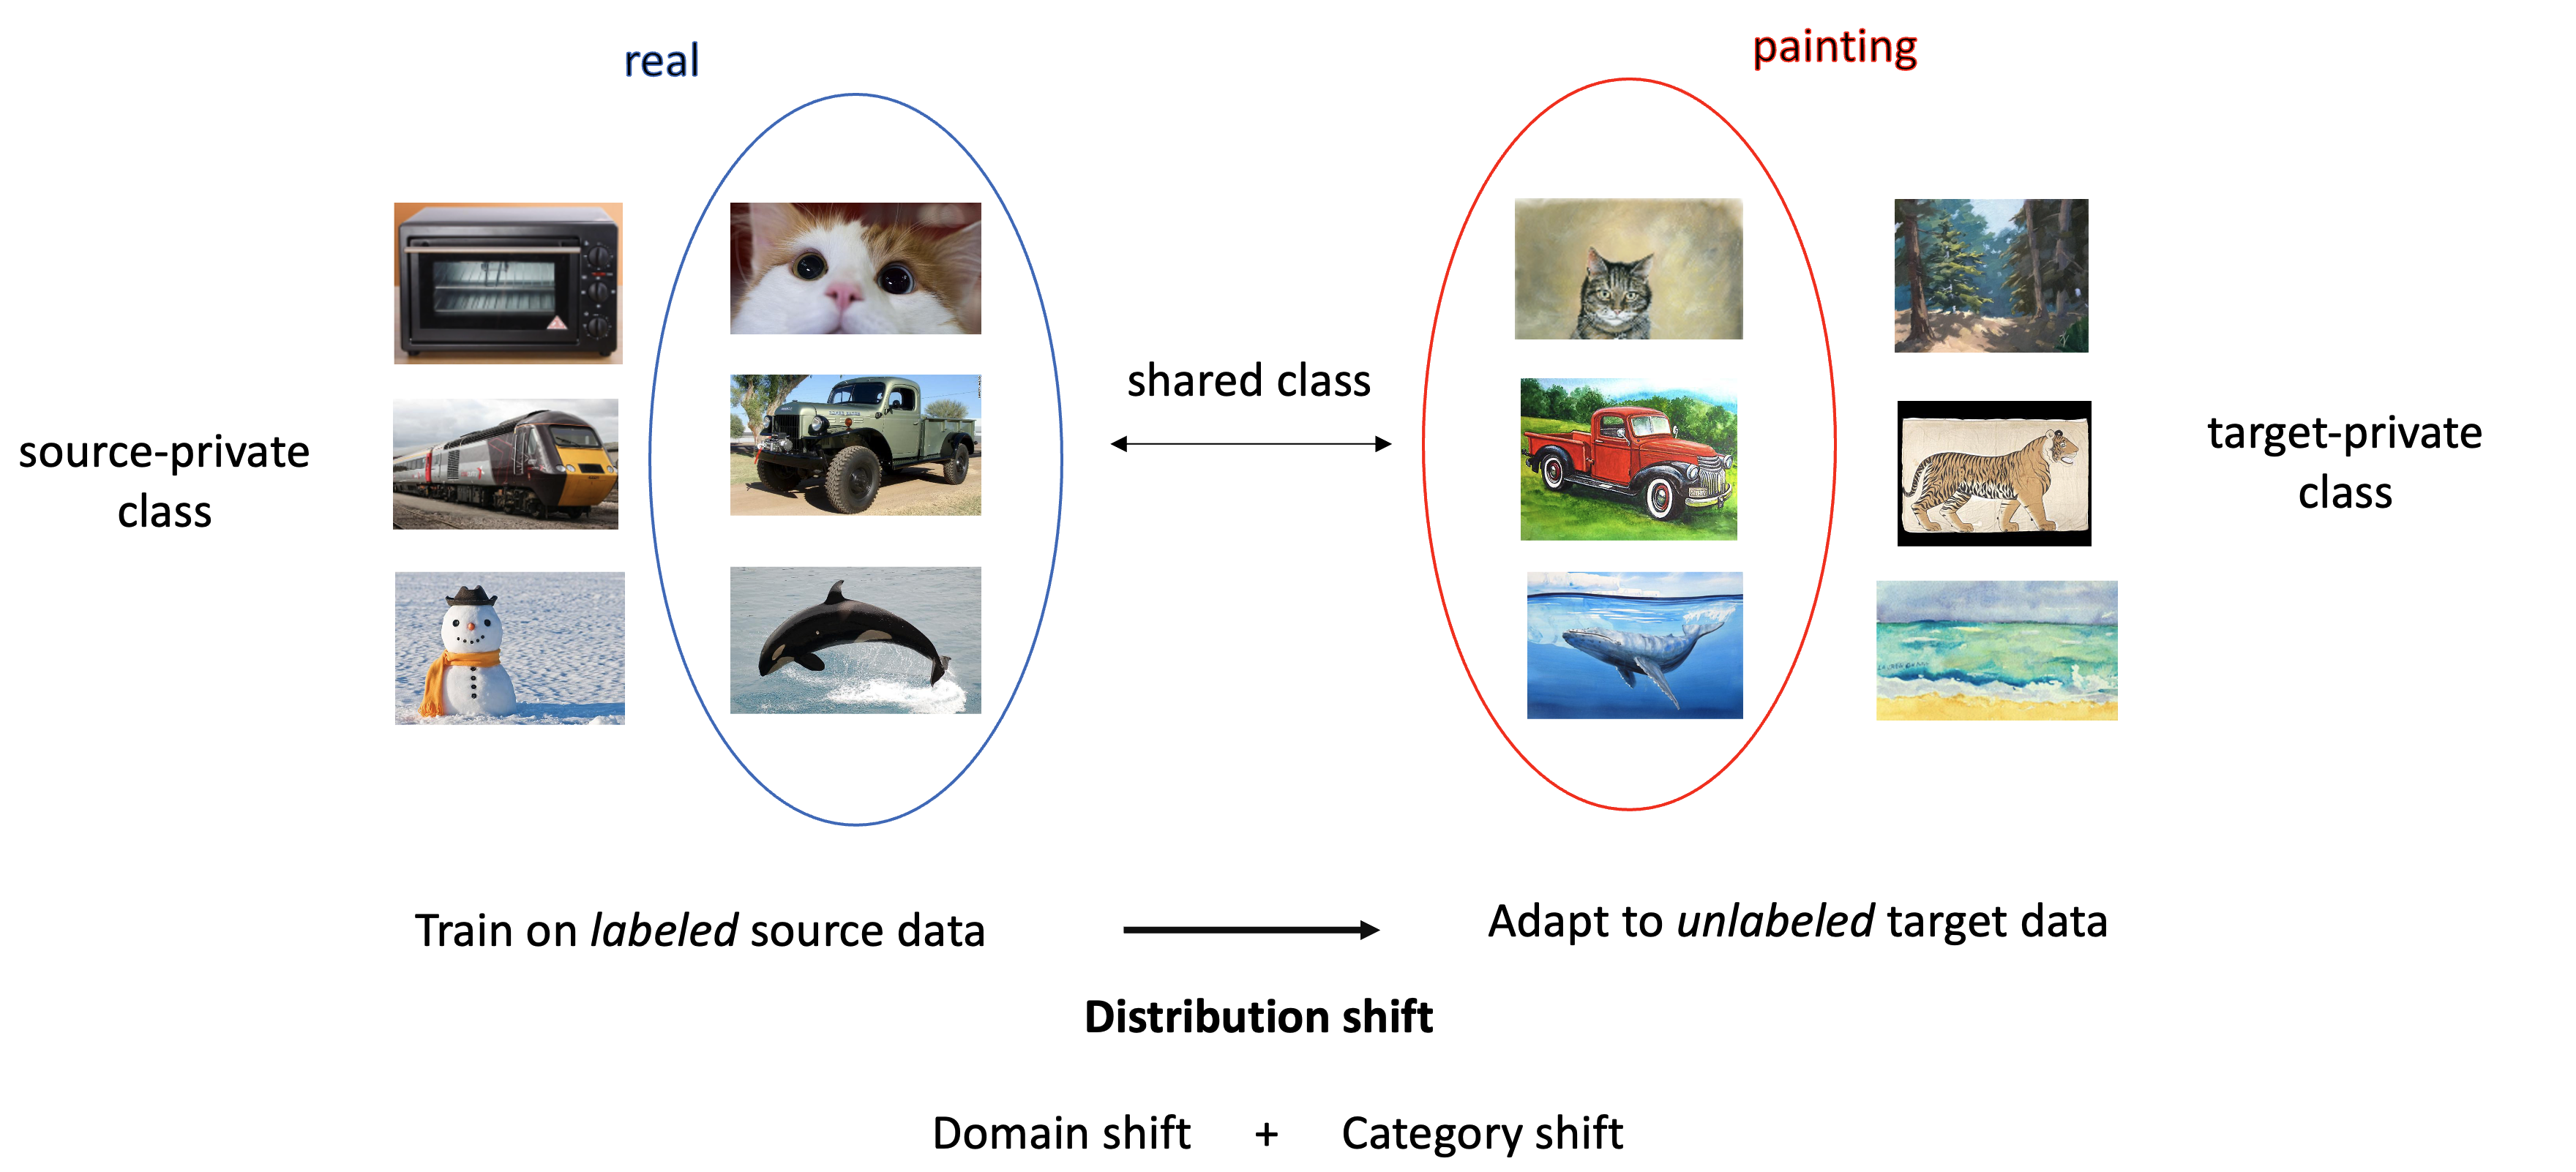 real
painting
shared class
source-private
class
target-private
class
Train on labeled source data
Adapt to unlabeled target data
Distribution shift
Domain shift + Category shift